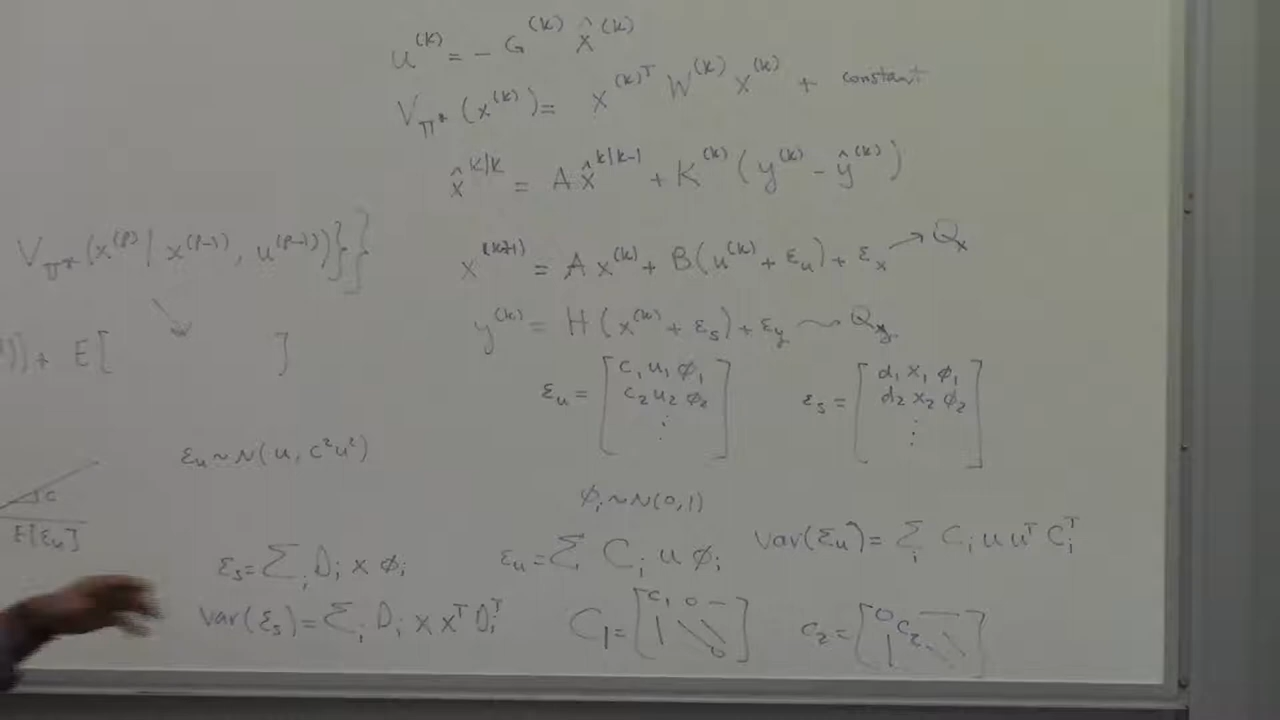 u^(k) = - G^(k) x̂^(k)
V_π* (x^(k)) = x^(k)T W^(k) x^(k) + constant
x̂^k/k = A x̂^k/k-1 + K^(k) (y^(k) - ŷ^(k))
V_π* (x^(p) | x^(p-1), u^(p-1))}}
x^(k+1) = A x^(k) + B(u^(k) + ε_u) + ε_x → Q_x
y^(k) = H (x^(k) + ε_s) + ε_y ⟿ Q_y
)] + E[ ]
ε_u = [c_1 u_1 φ_1 ε_s = [d_1 x_1 φ_1
c_2 u_2 φ_2 d_2 x_2 φ_2
⋮ ] ⋮ ]
ε_u ~ N(u, c²u²)
c
E[ε_u]
φ_i ~ N(0,1)
ε_s = Σ_i D_i x φ_i ε_u = Σ_i C_i u φ_i var(ε_u) = Σ_i C_i u u^T C_i^T
var(ε_s) = Σ_i D_i x x^T D_i^T C_1 = [c_1 0 0] c_2 = [0 c_2]